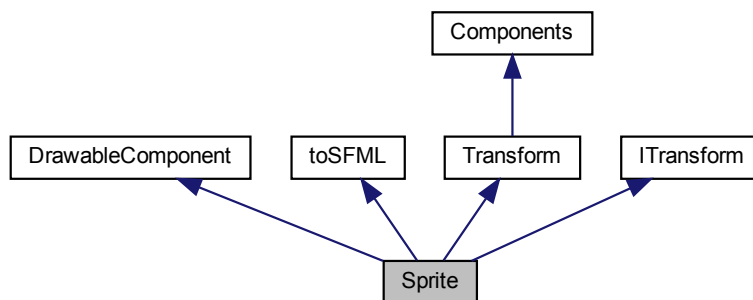 Components
DrawableComponent
toSFML
Transform
ITransform
Sprite